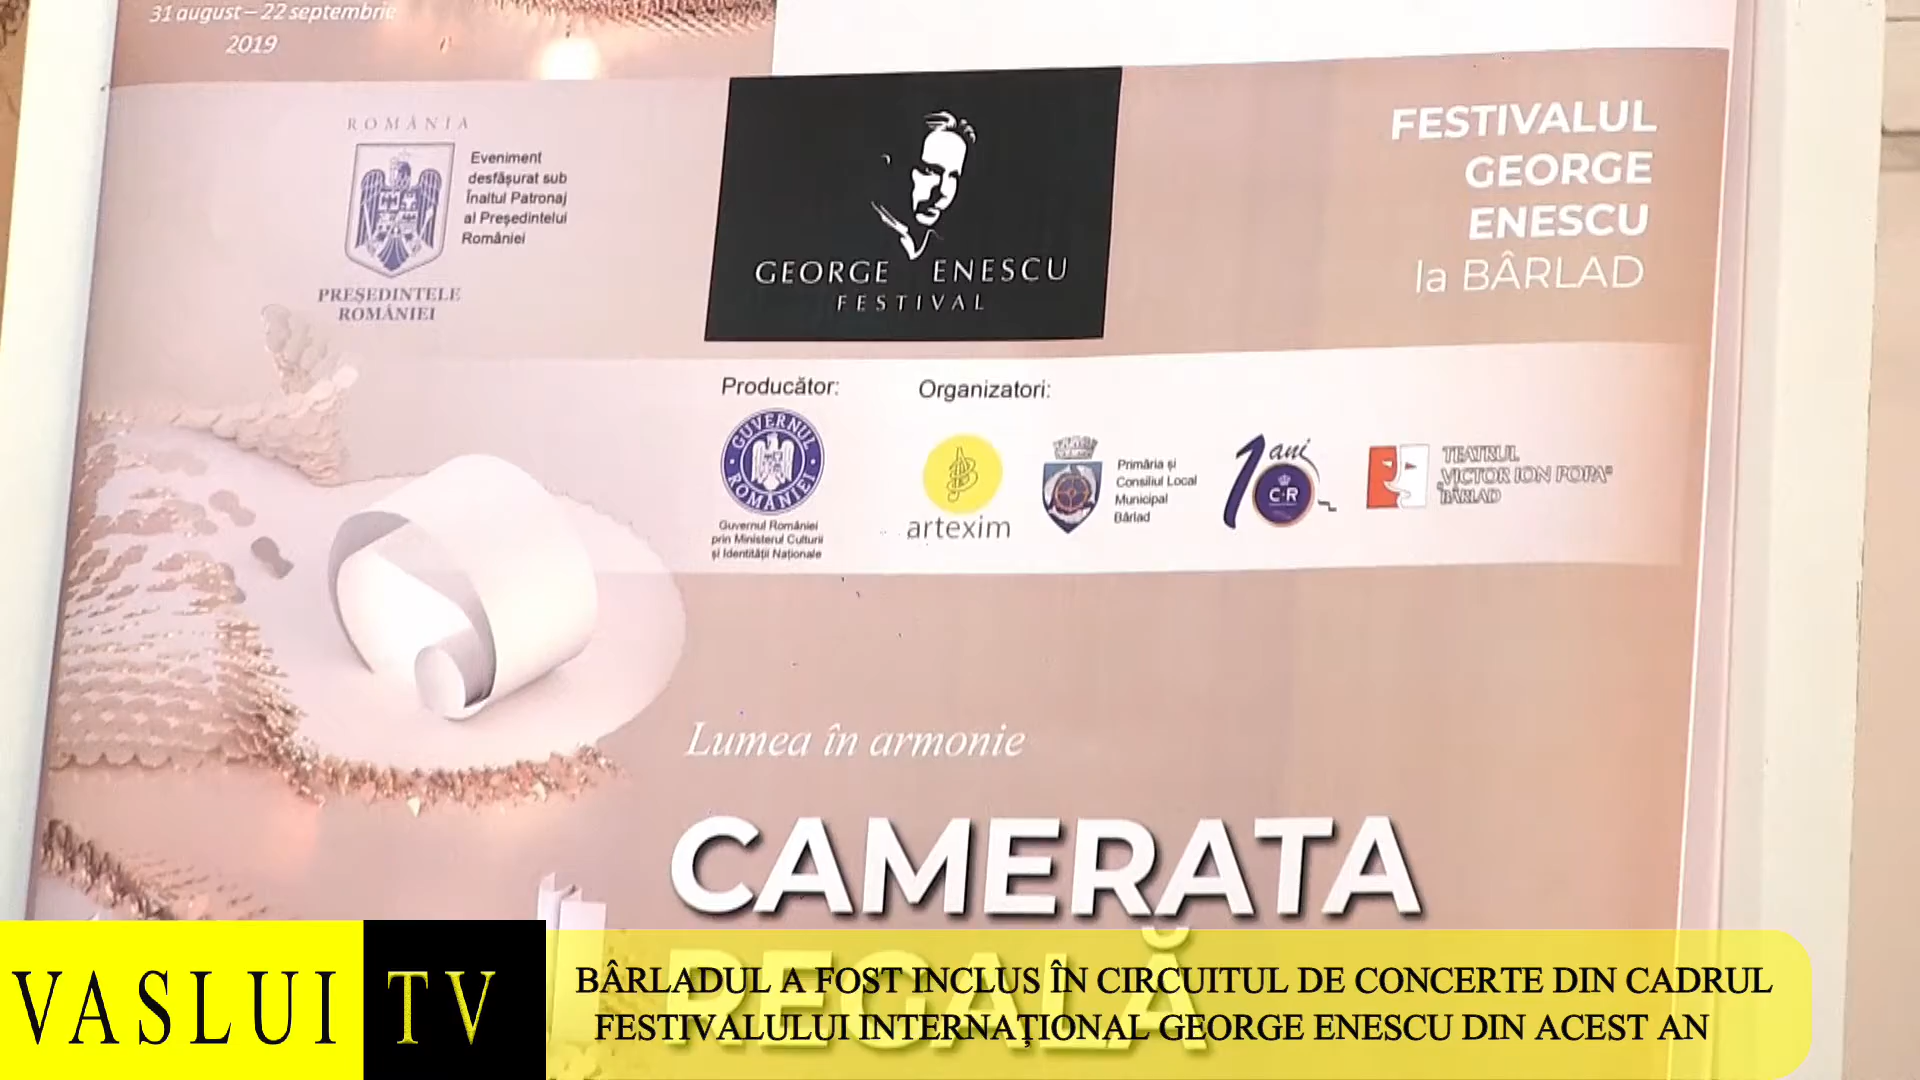 31 august – 22 septembrie
2019
ROMÂNIA
Eveniment
desfășurat sub
Înaltul Patronaj
al Președintelui
României
PREȘEDINTELE
ROMÂNIEI
GEORGE ENESCU
FESTIVAL
FESTIVALUL
GEORGE
ENESCU
la BÂRLAD
Producător:
Organizatori:
GUVERNUL
ROMÂNIEI
Guvernul României
prin Ministerul Culturii
și Identității Naționale
artexim
Primăria și
Consiliul Local
Municipal
Bârlad
10 ani
C R
TEATRUL
"VICTOR ION POPA"
BÂRLAD
Lumea în armonie
CAMERATA
REGALĂ
VASLUI TV
BÂRLADUL A FOST INCLUS ÎN CIRCUITUL DE CONCERTE DIN CADRUL
FESTIVALULUI INTERNAȚIONAL GEORGE ENESCU DIN ACEST AN